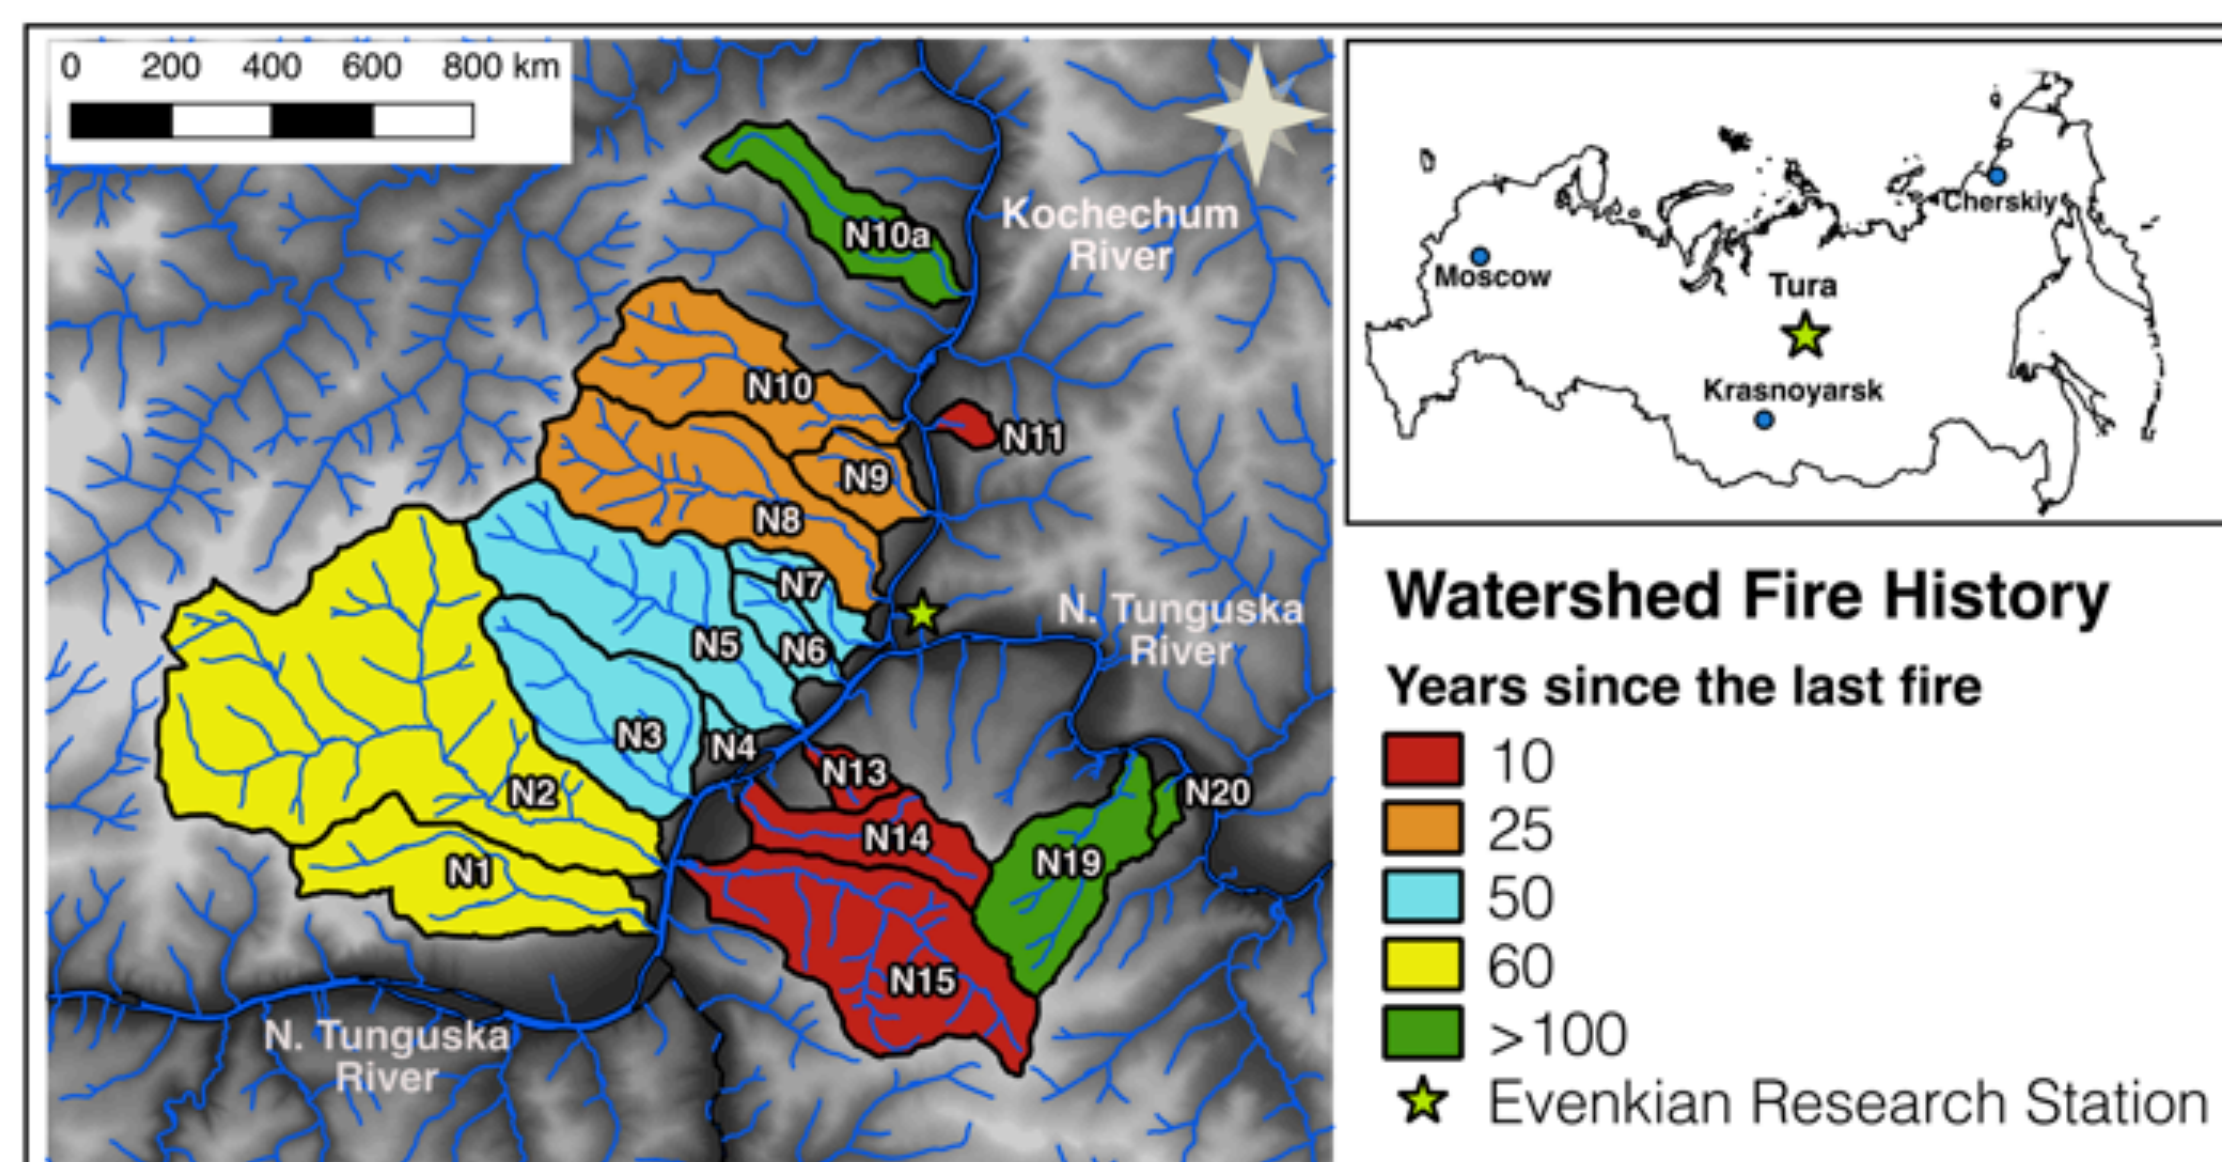 0 200 400 600 800 km
Kochechum
River
N10a
N10
N11
N9
N8
N7
N5
N6
N. Tunguska
River
N3
N4
N13
N2
N20
N14
N19
N1
N15
N. Tunguska
River
Cherskiy
Moscow
Tura
Krasnoyarsk
Watershed Fire History
Years since the last fire
10
25
50
60
>100
Evenkian Research Station